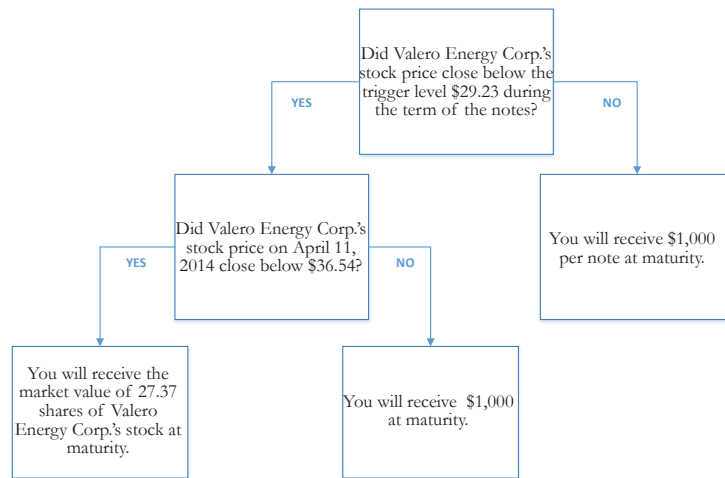 Did Valero Energy Corp.'s
stock price close below the
trigger level $29.23 during
the term of the notes?
YES
NO
Did Valero Energy Corp.'s
stock price on April 11,
2014 close below $36.54?
You will receive $1,000
per note at maturity.
YES
NO
You will receive the
market value of 27.37
shares of Valero
Energy Corp.'s stock at
maturity.
You will receive $1,000
at maturity.